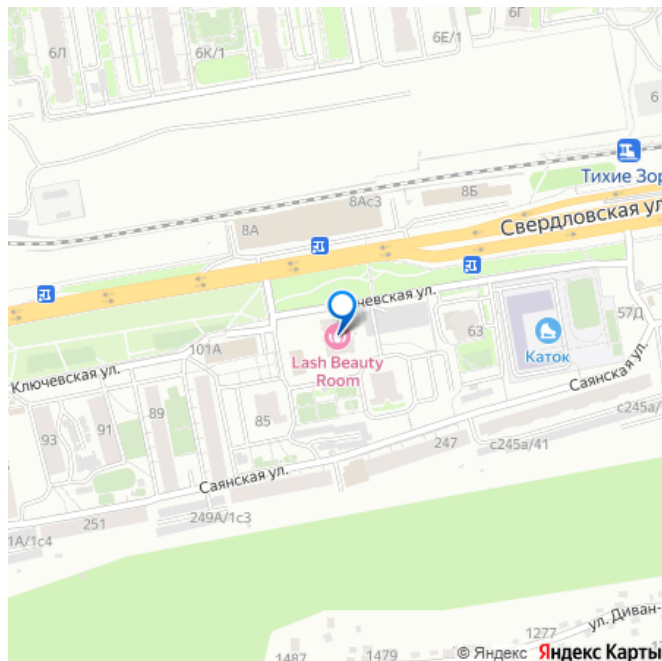 6Г
6Л
6К/1
6Е/1
6
Тихие Зор
8Б
8Ас3
8А
Свердловская ул
чевская ул.
57Д
63
Каток
101А
Lash Beauty
Room
Ключевская ул.
Саянская ул.
89
85
93
91
247
с245а/41
с245а
Саянская ул.
251
249А/1с3
1А/1с4
1277
ул. Диван-
1487
1479
© Яндекс Яндекс Карты